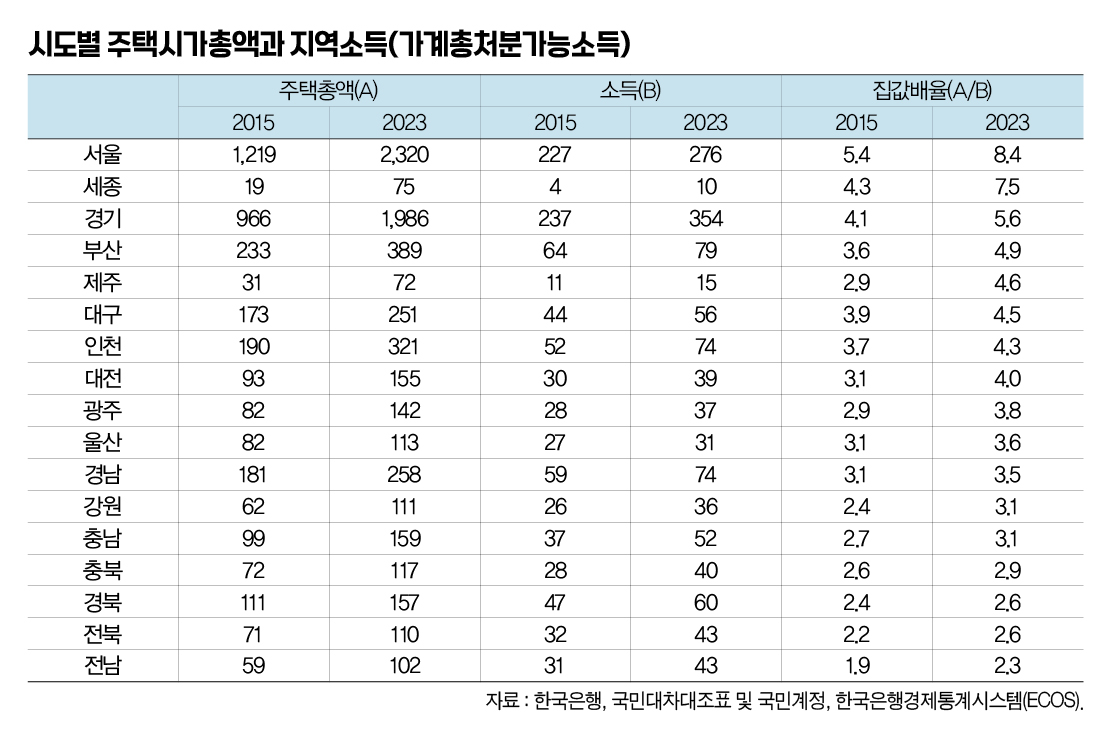 시도별 주택시가총액과 지역소득(가계총처분가능소득)
주택총액(A) 소득(B) 집값배율(A/B)
2015 2023 2015 2023 2015 2023
서울 1,219 2,320 227 276 5.4 8.4
세종 19 75 4 10 4.3 7.5
경기 966 1,986 237 354 4.1 5.6
부산 233 389 64 79 3.6 4.9
제주 31 72 11 15 2.9 4.6
대구 173 251 44 56 3.9 4.5
인천 190 321 52 74 3.7 4.3
대전 93 155 30 39 3.1 4.0
광주 82 142 28 37 2.9 3.8
울산 82 113 27 31 3.1 3.6
경남 181 258 59 74 3.1 3.5
강원 62 111 26 36 2.4 3.1
충남 99 159 37 52 2.7 3.1
충북 72 117 28 40 2.6 2.9
경북 111 157 47 60 2.4 2.6
전북 71 110 32 43 2.2 2.6
전남 59 102 31 43 1.9 2.3
자료 : 한국은행, 국민대차대조표 및 국민계정, 한국은행경제통계시스템(ECOS).